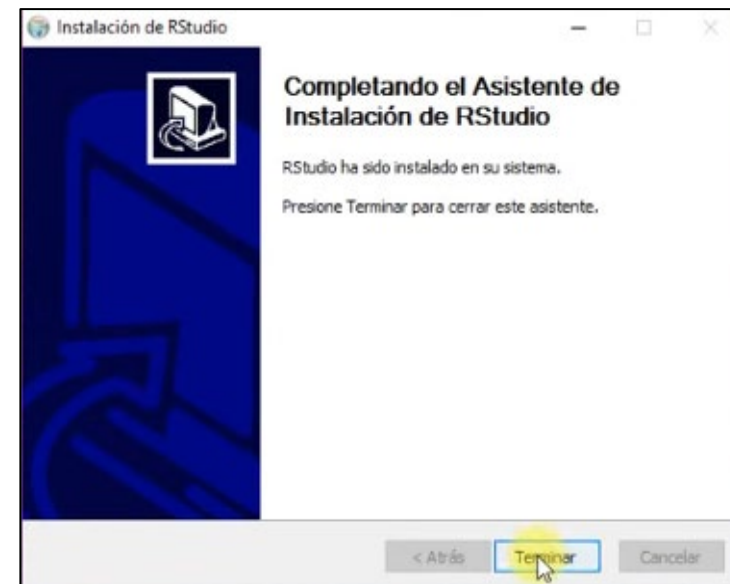 Instalación de RStudio
Completando el Asistente de
Instalación de RStudio
RStudio ha sido instalado en su sistema.
Presione Terminar para cerrar este asistente.
< Atrás
Terminar
Cancelar